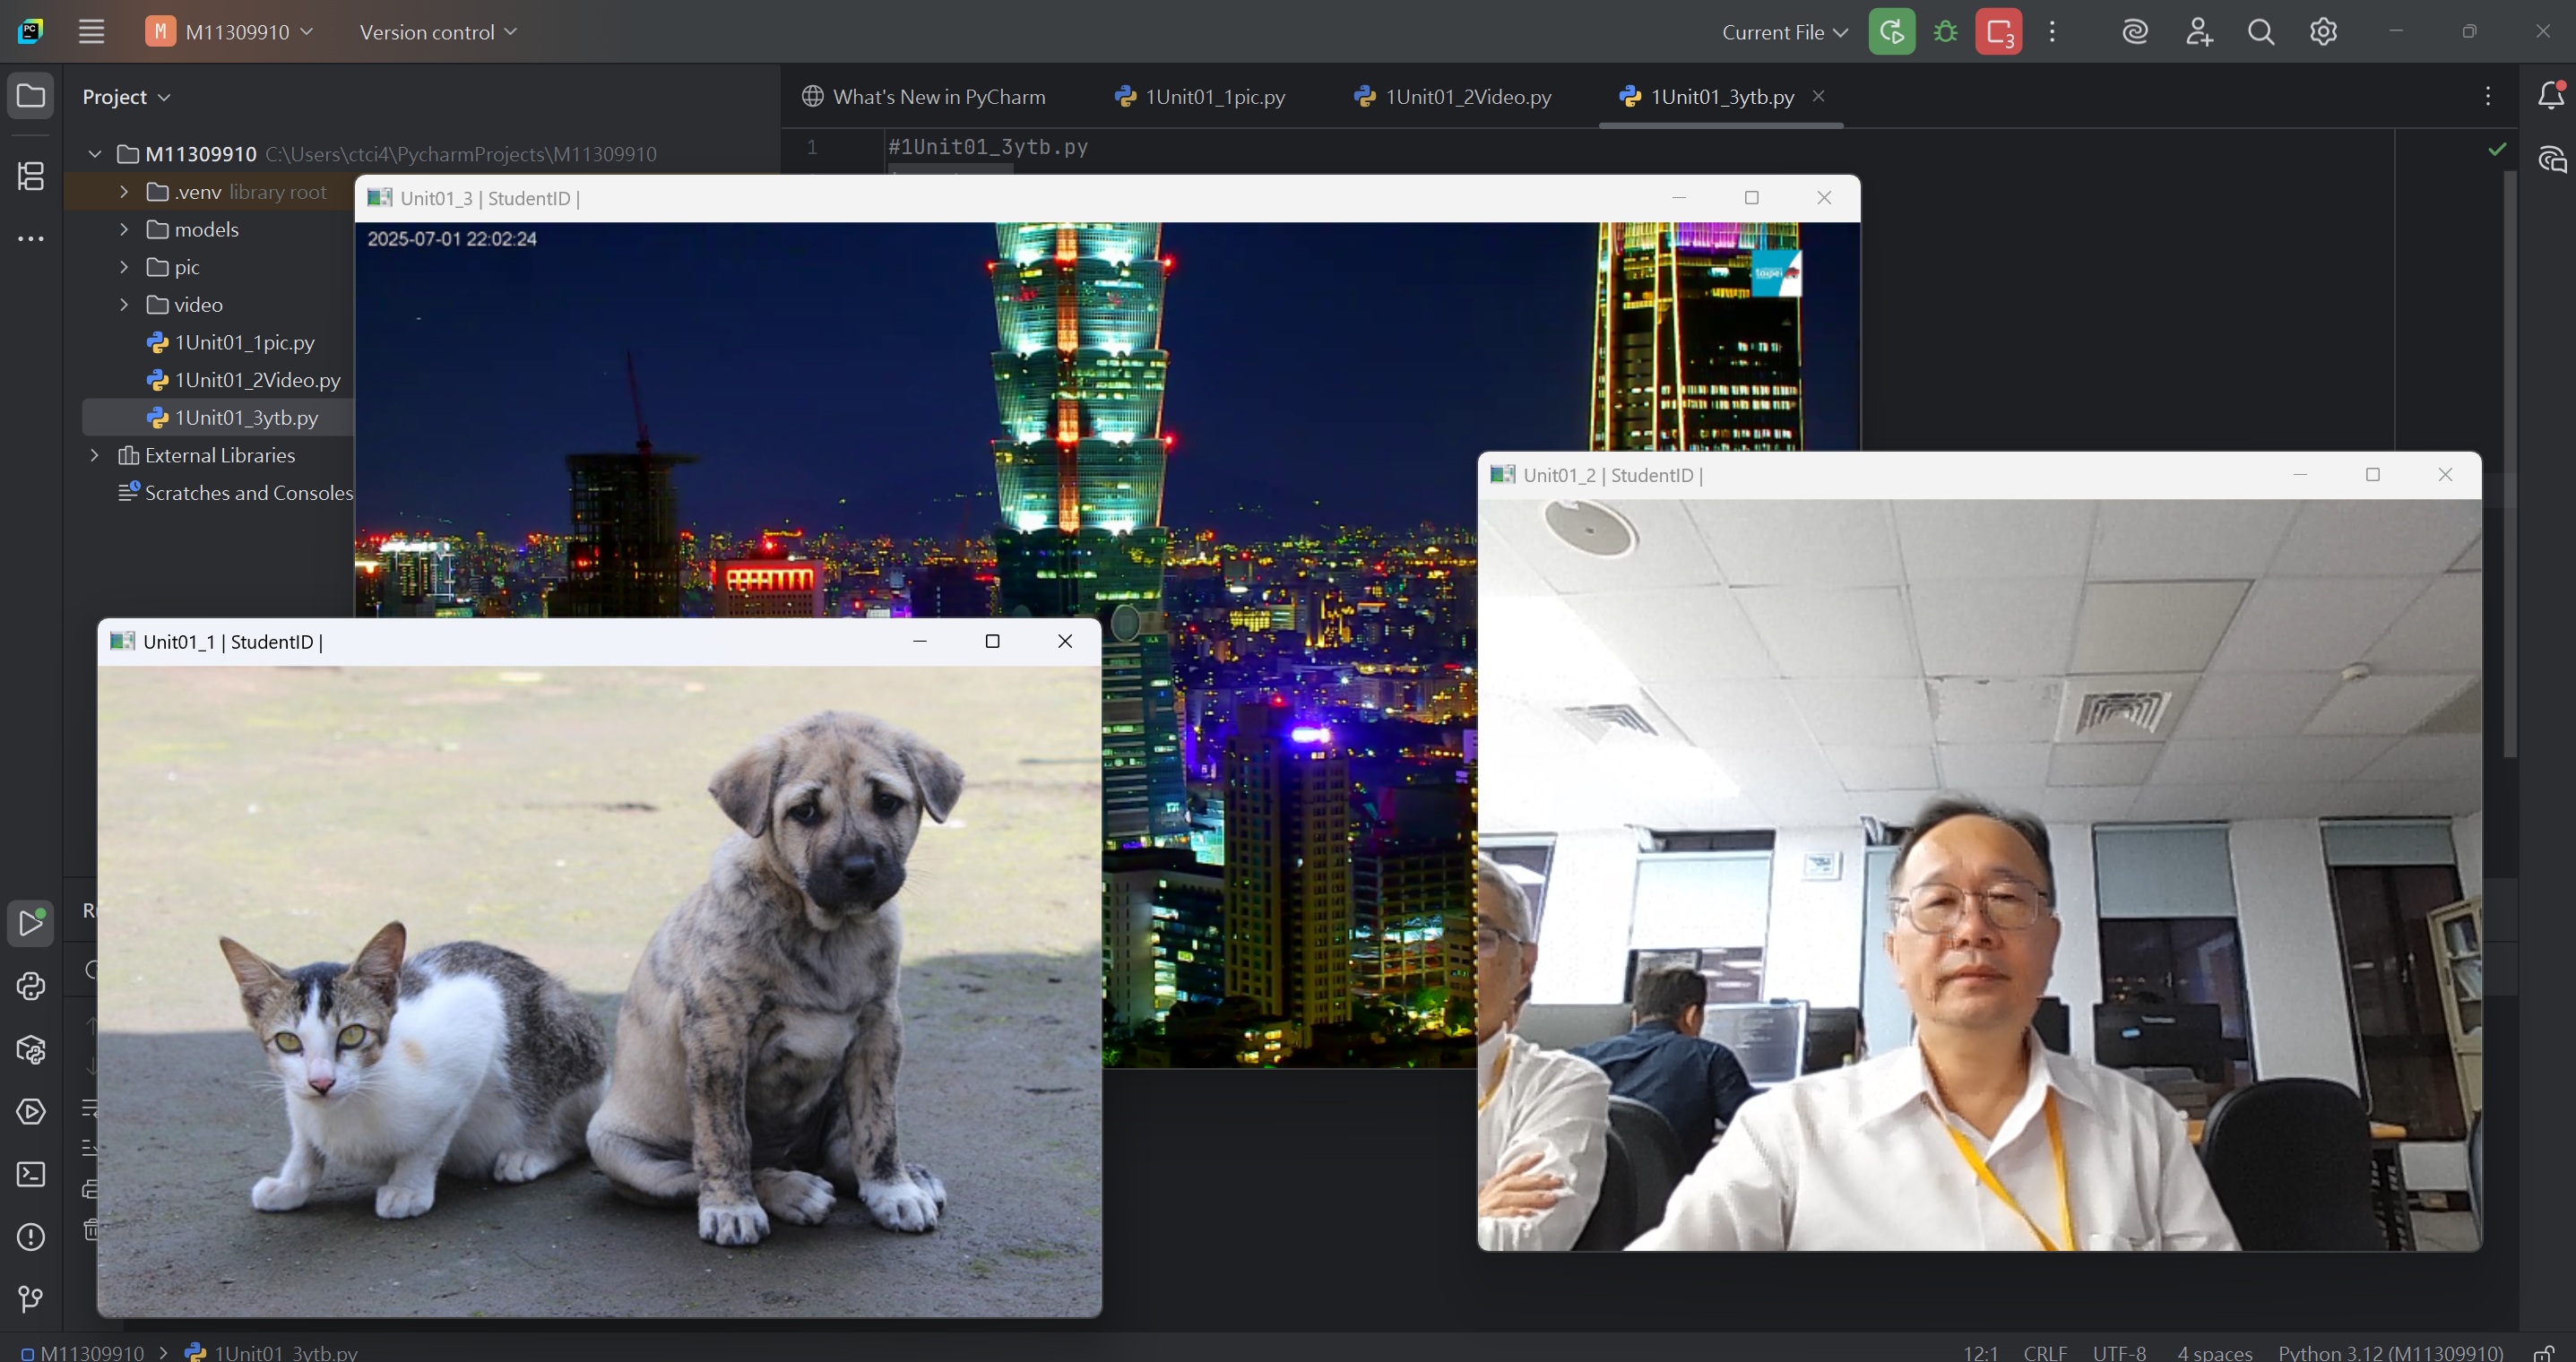 PC
M M11309910
Version control
Current File
3
Project
What's New in PyCharm
1Unit01_1pic.py
1Unit01_2Video.py
1Unit01_3ytb.py
M11309910 C:\Users\ctci4\PycharmProjects\M11309910
1
#1Unit01_3ytb.py
.venv library root
models
pic
video
1Unit01_1pic.py
1Unit01_2Video.py
1Unit01_3ytb.py
External Libraries
Scratches and Consoles
Unit01_3 | StudentID |
2025-07-01 22:02:24
taipei
Unit01_2 | StudentID |
Unit01_1 | StudentID |
M11309910 > 1Unit01_3ytb.py
12:1 CRLF UTF-8 4 spaces Python 3.12 (M11309910)